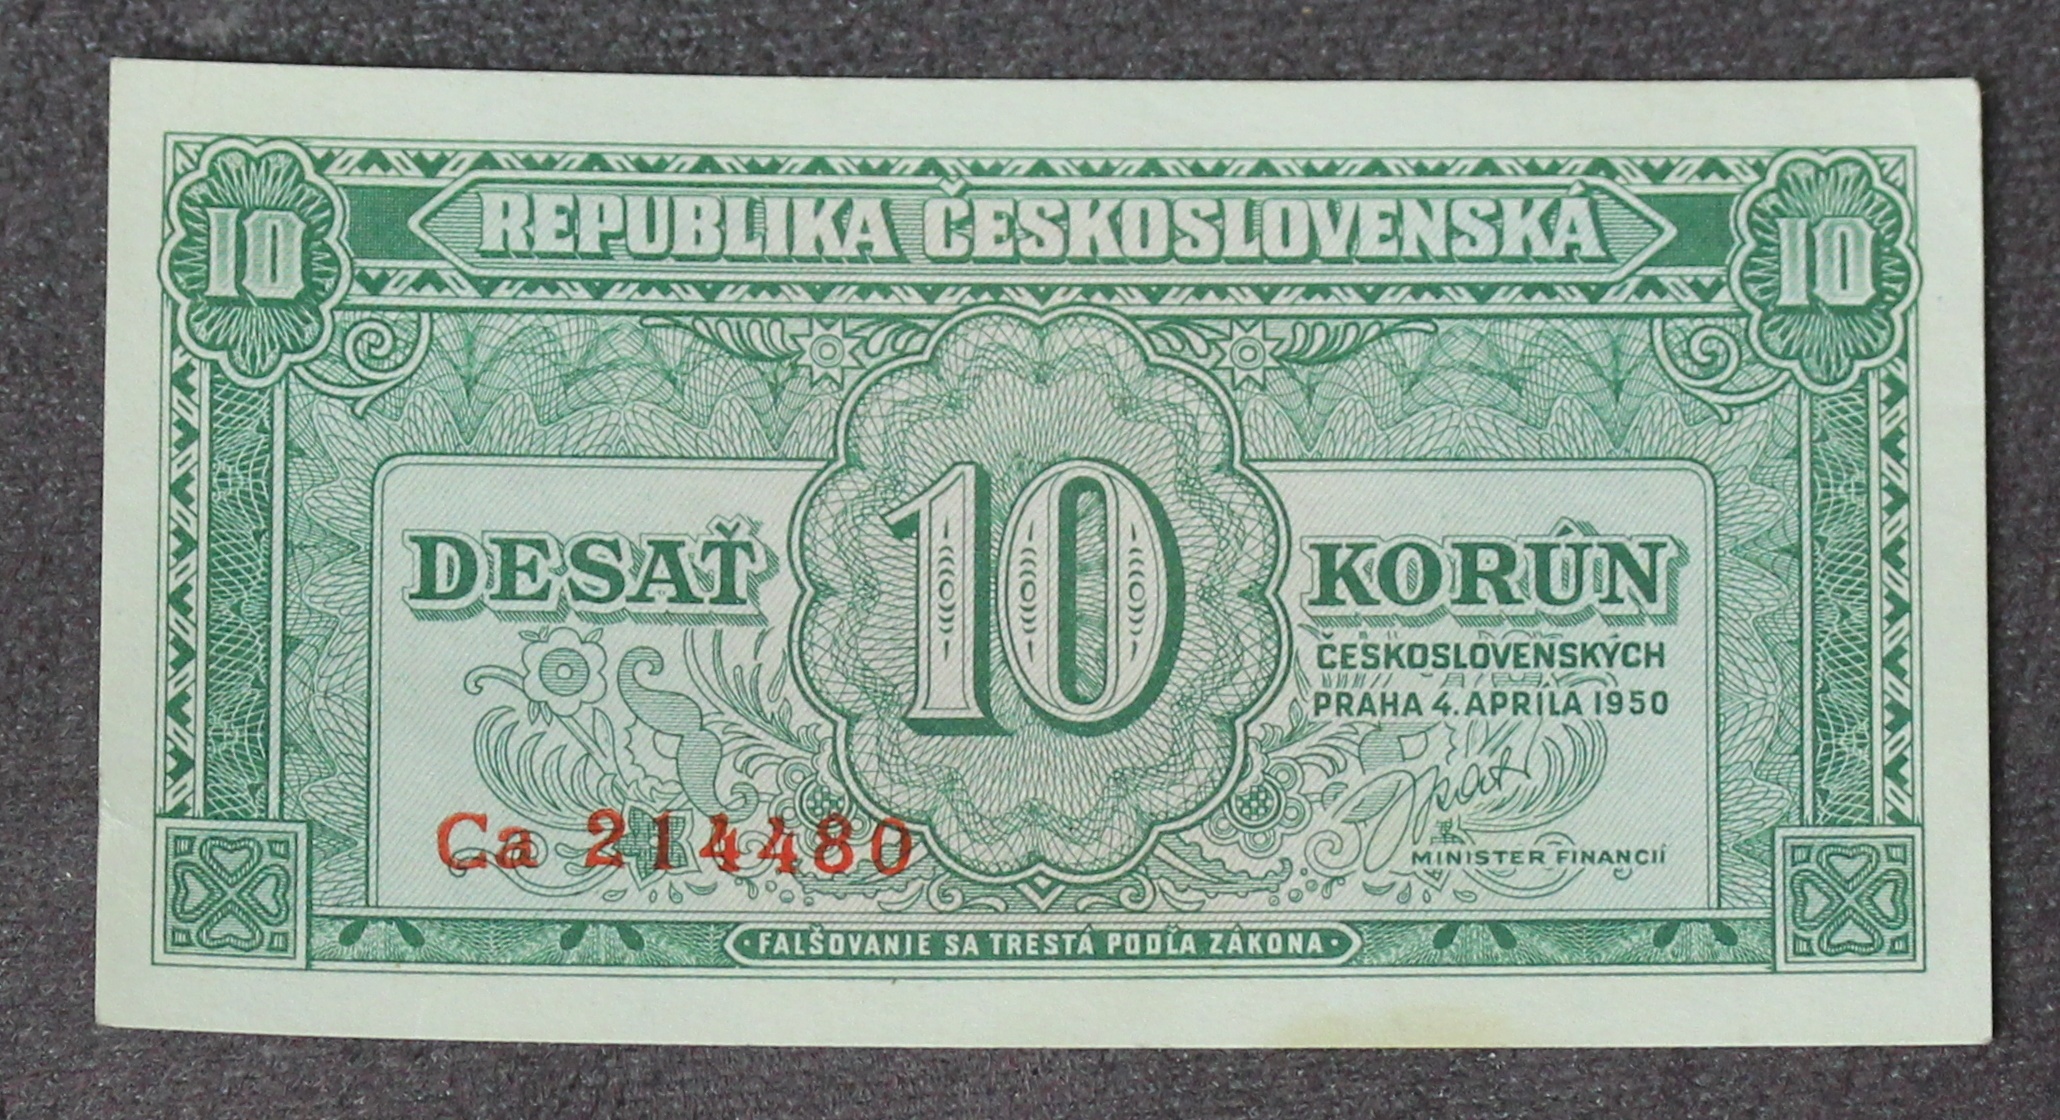 10 REPUBLIKA ČESKOSLOVENSKÁ 10
DESAŤ 10 KORÚN
ČESKOSLOVENSKÝCH
PRAHA 4. APRÍLA 1950
Ca 214480
MINISTER FINANCIÍ
· FALŠOVANIE SA TRESTÁ PODĽA ZÁKONA ·